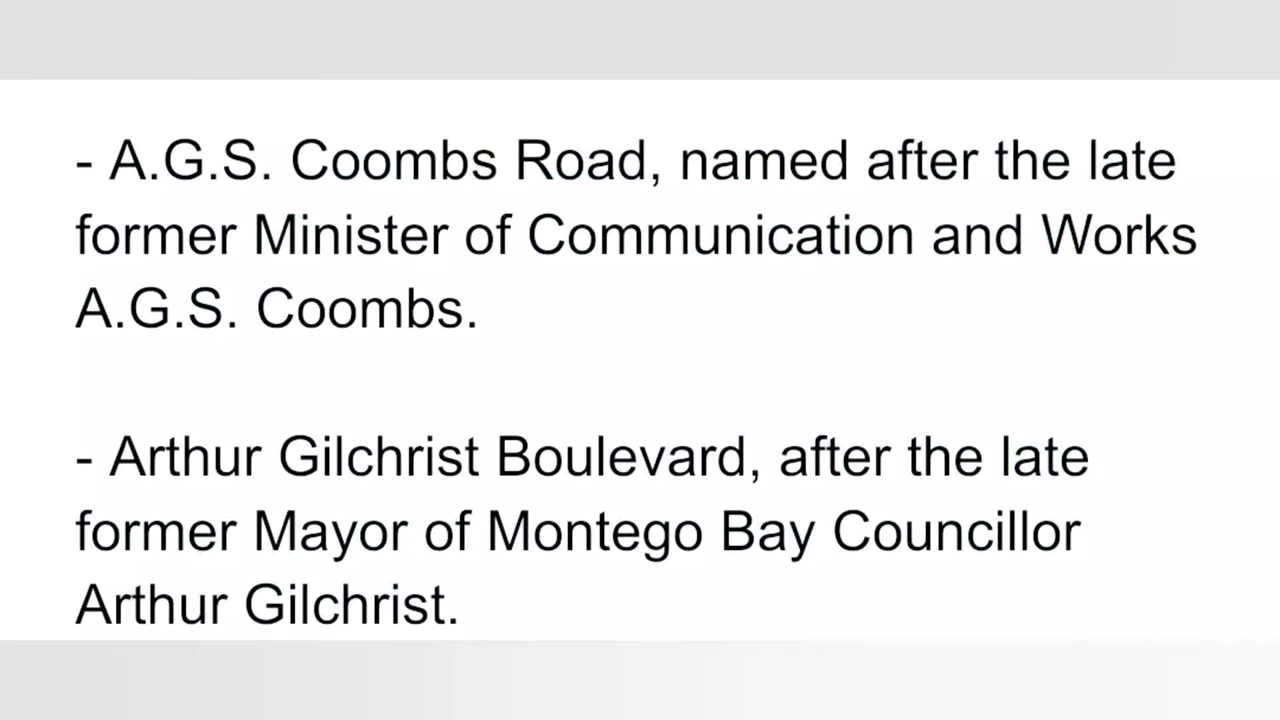 - A.G.S. Coombs Road, named after the late
former Minister of Communication and Works
A.G.S. Coombs.
- Arthur Gilchrist Boulevard, after the late
former Mayor of Montego Bay Councillor
Arthur Gilchrist.